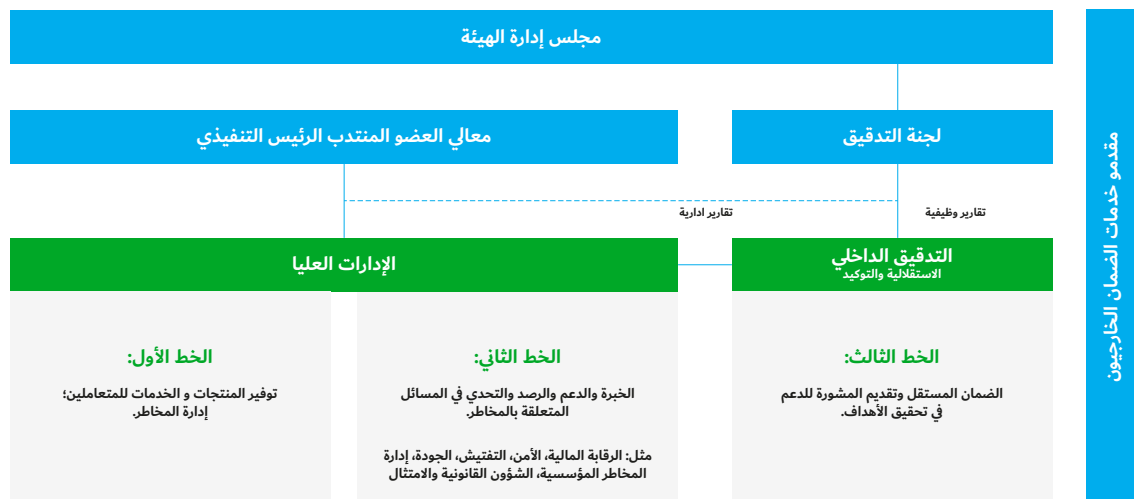 مجلس إدارة الهيئة
مقدمو خدمات الضمان الخارجيون
لجنة التدقيق
معالي العضو المنتدب الرئيس التنفيذي
تقارير وظيفية
تقارير ادارية
التدقيق الداخلي
الاستقلالية والتوكيد
الإدارات العليا
الخط الثالث:
الضمان المستقل وتقديم المشورة للدعم
في تحقيق الأهداف.
الخط الثاني:
الخبرة والدعم والرصد والتحدي في المسائل
المتعلقة بالمخاطر.
مثل: الرقابة المالية، الأمن، التفتيش، الجودة، إدارة
المخاطر المؤسسية، الشؤون القانونية والامتثال
الخط الأول:
توفير المنتجات و الخدمات للمتعاملين؛
إدارة المخاطر.